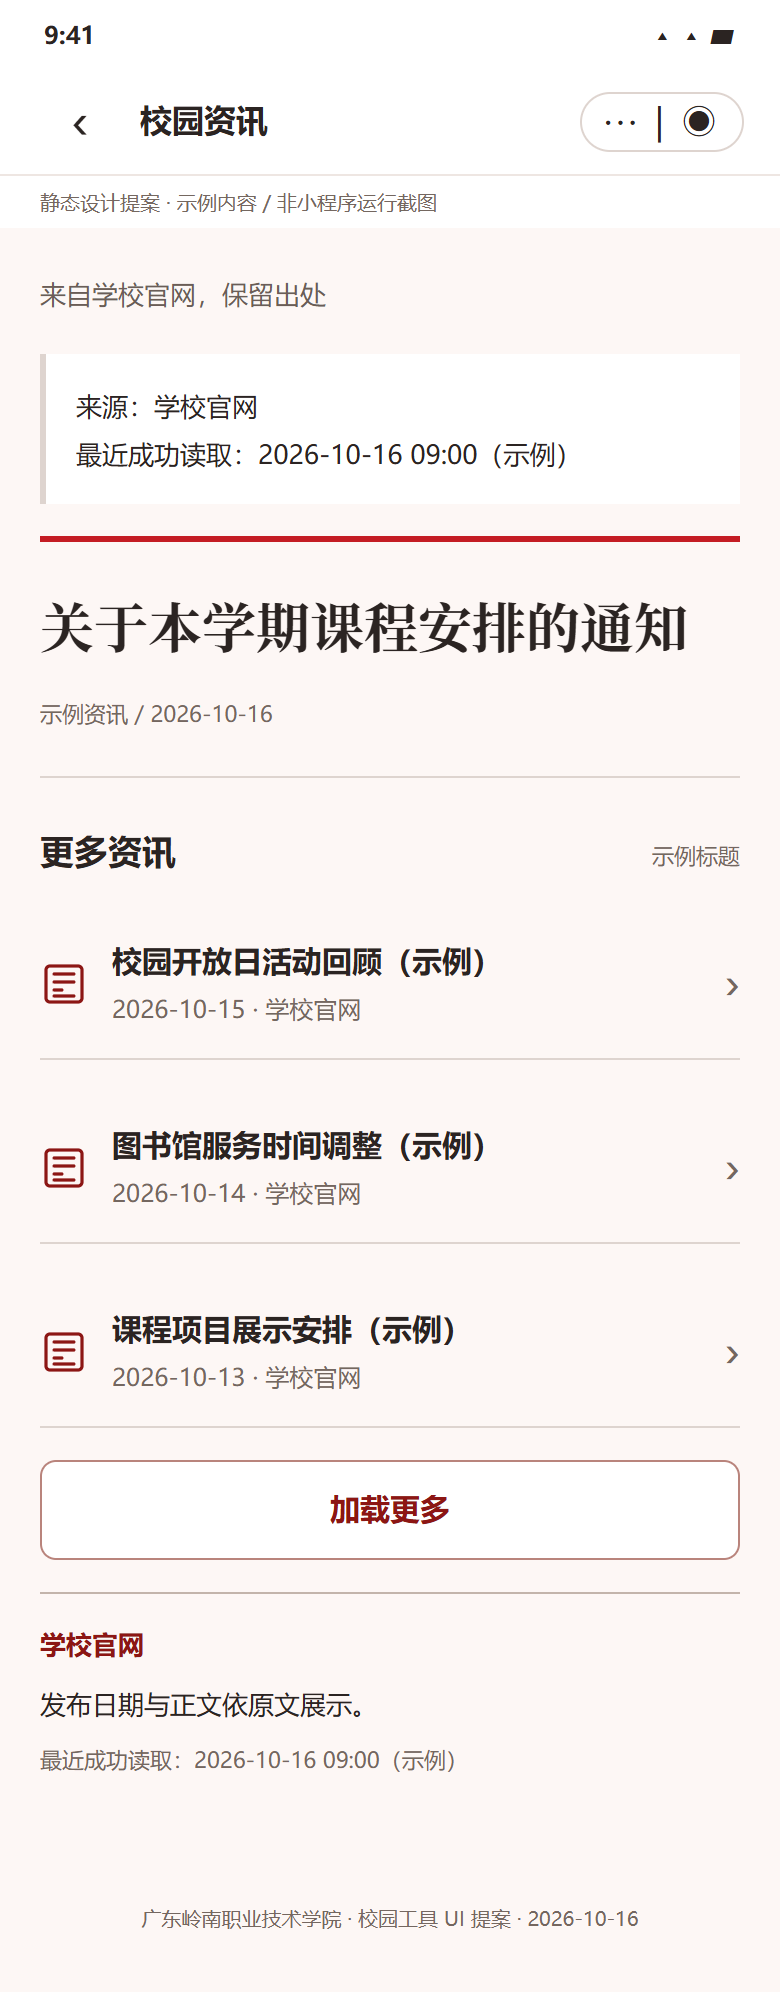 9:41
校园资讯
静态设计提案 · 示例内容 / 非小程序运行截图
来自学校官网，保留出处
来源：学校官网
最近成功读取：2026-10-16 09:00（示例）
关于本学期课程安排的通知
示例资讯 / 2026-10-16
更多资讯
示例标题
校园开放日活动回顾（示例）
2026-10-15 · 学校官网
图书馆服务时间调整（示例）
2026-10-14 · 学校官网
课程项目展示安排（示例）
2026-10-13 · 学校官网
加载更多
学校官网
发布日期与正文依原文展示。
最近成功读取：2026-10-16 09:00（示例）
广东岭南职业技术学院 · 校园工具 UI 提案 · 2026-10-16